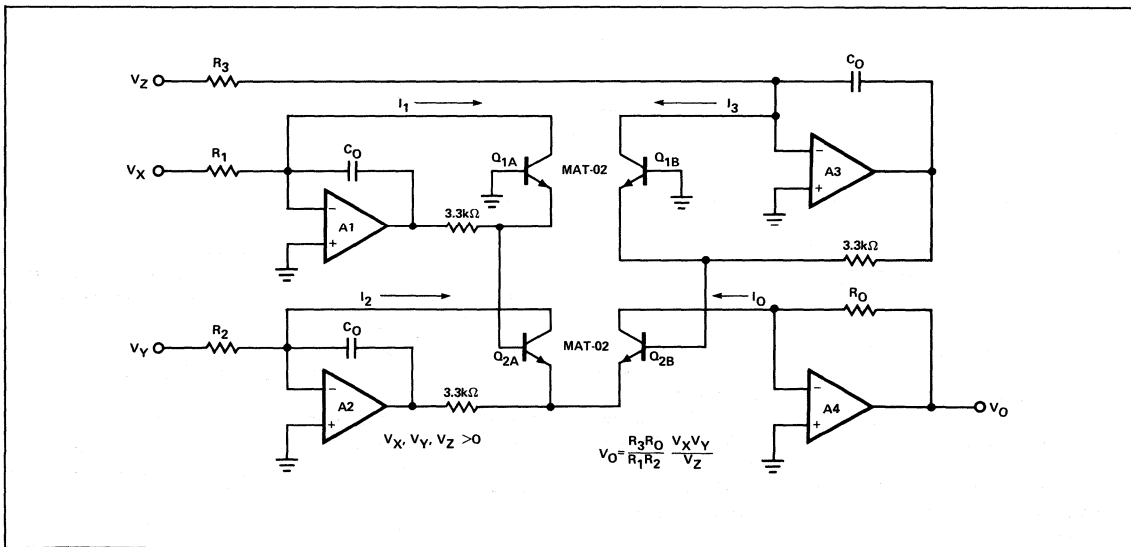 V_Z
R_3
C_O
I_1
I_3
V_X
R_1
C_O
Q_1A
MAT-02
Q_1B
A1
A3
3.3kΩ
3.3kΩ
I_2
I_O
R_O
V_Y
R_2
C_O
Q_2A
MAT-02
Q_2B
A2
A4
3.3kΩ
V_O
V_X, V_Y, V_Z >0
V_O = R_3R_O / R_1R_2 V_XV_Y / V_Z